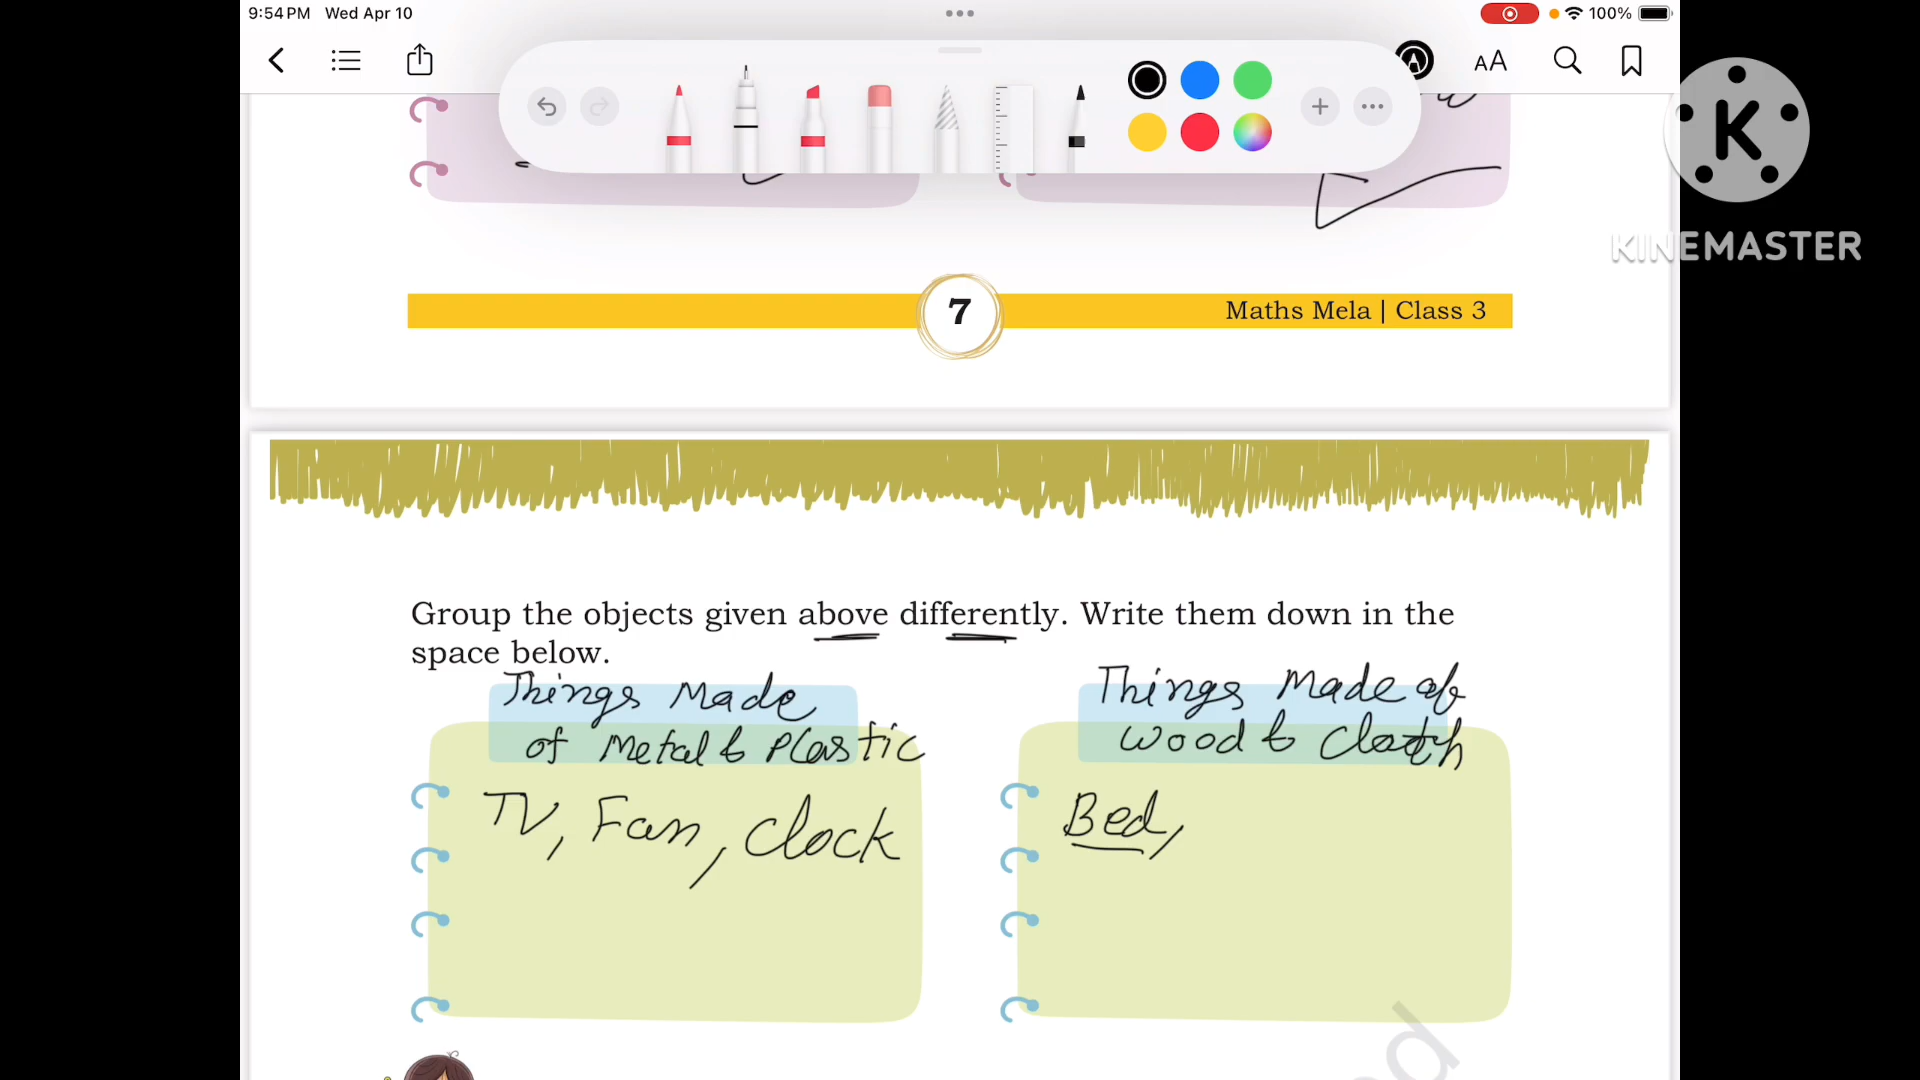 9:54 PM Wed Apr 10
100%
AA
K
KINEMASTER
7
Maths Mela | Class 3
Group the objects given above differently. Write them down in the
space below.
Things Made
of Metal & Plastic
Things Made of
Wood & Cloth
TV, Fan, Clock
Bed,